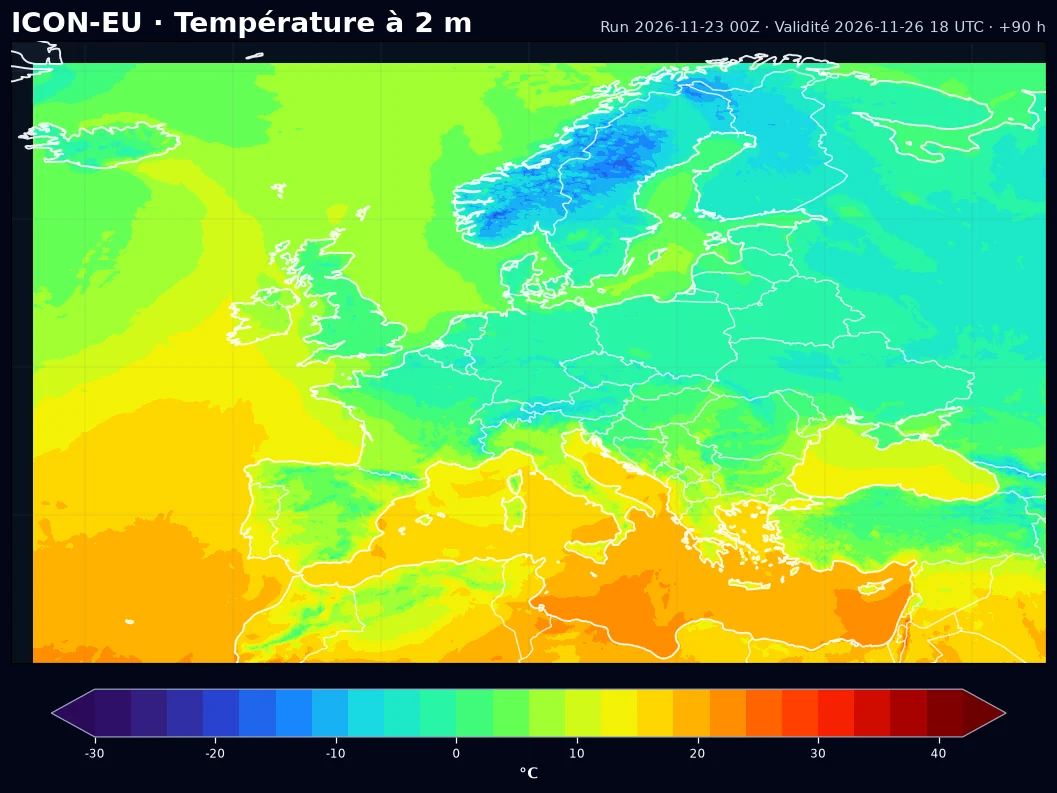 ICON-EU · Température à 2 m
Run 2026-11-23 00Z · Validité 2026-11-26 18 UTC · +90 h
-30 -20 -10 0 10 20 30 40
°C